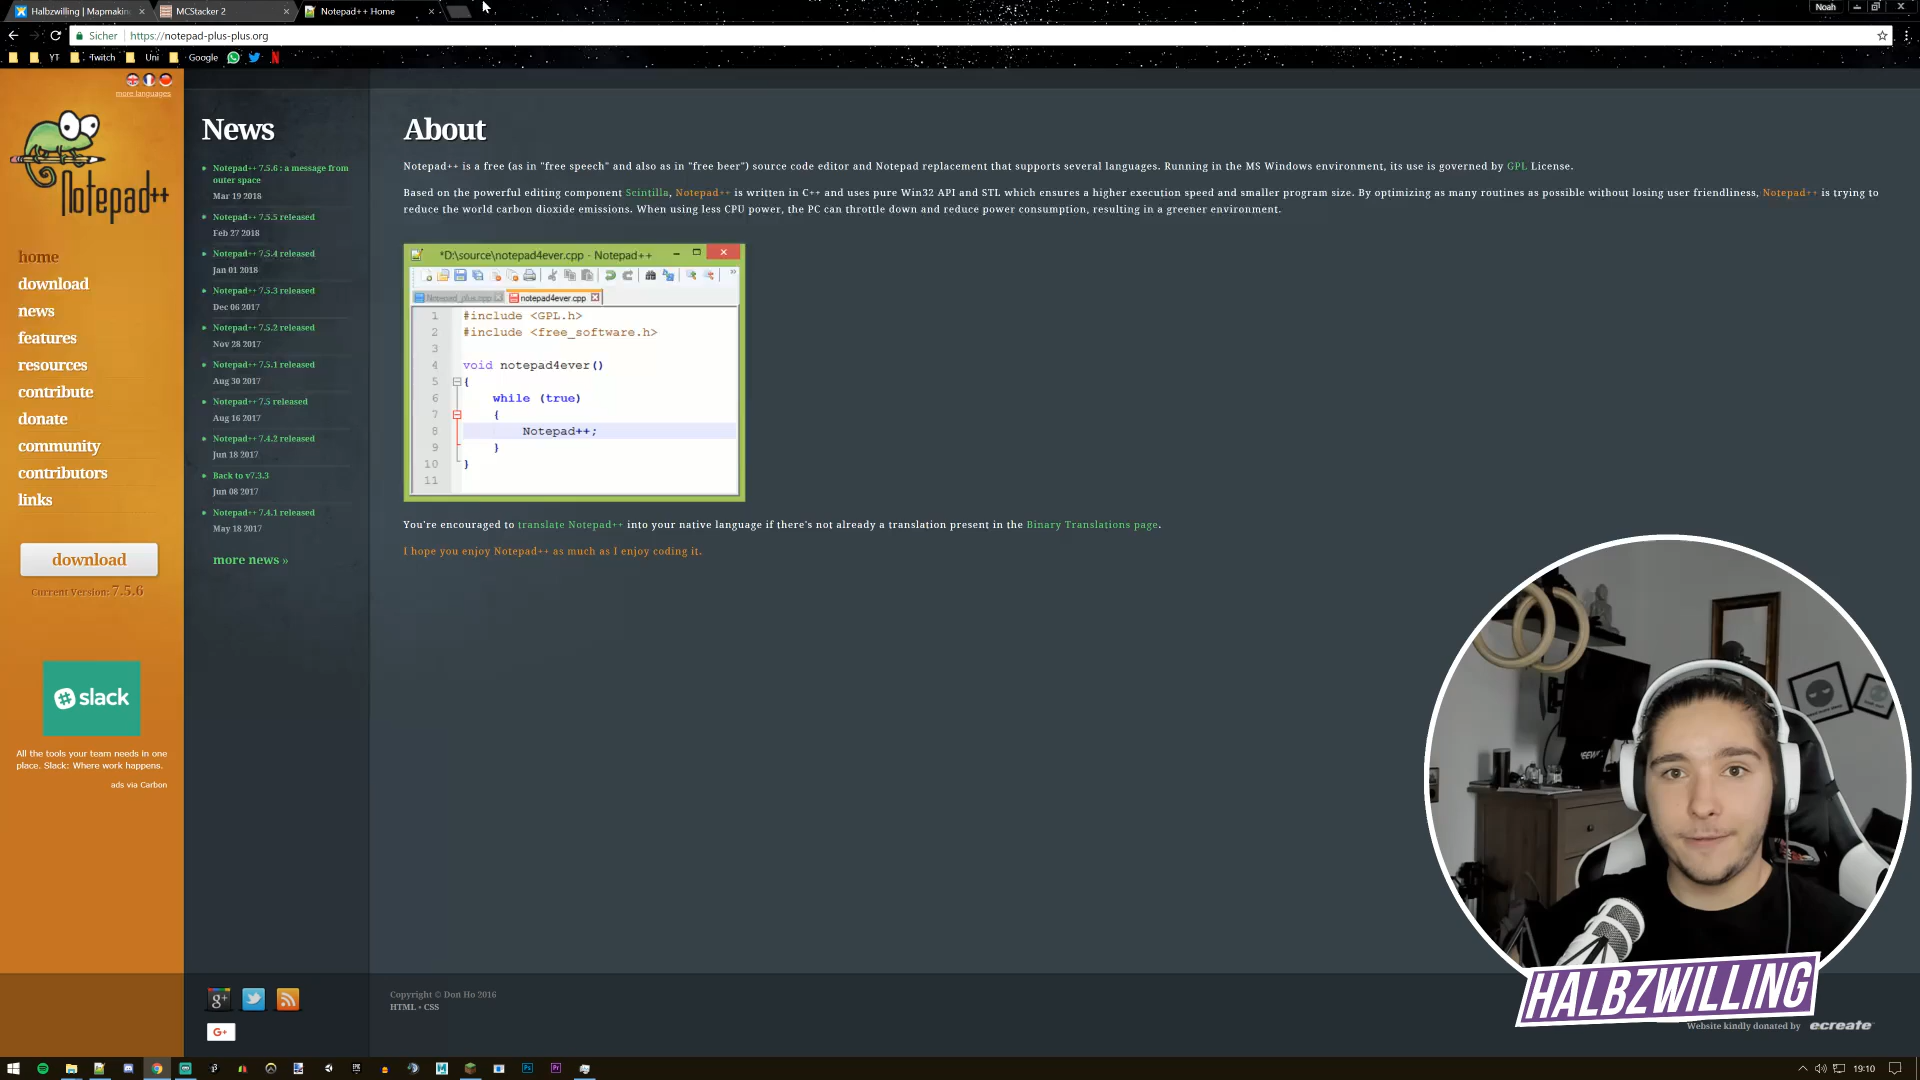 Halbzwilling | Mapmakin
MCStacker 2
Notepad++ Home
Noah
Sicher
https://notepad-plus-plus.org
YT
Twitch
Uni
Google
more languages
Notepad++
home
download
news
features
resources
contribute
donate
community
contributors
links
download
Current Version: 7.5.6
slack
All the tools your team needs in one
place. Slack: Where work happens.
ads via Carbon
News
Notepad++ 7.5.6 : a message from
outer space
Mar 19 2018
Notepad++ 7.5.5 released
Feb 27 2018
Notepad++ 7.5.4 released
Jan 01 2018
Notepad++ 7.5.3 released
Dec 06 2017
Notepad++ 7.5.2 released
Nov 28 2017
Notepad++ 7.5.1 released
Aug 30 2017
Notepad++ 7.5 released
Aug 16 2017
Notepad++ 7.4.2 released
Jun 18 2017
Back to v7.3.3
Jun 08 2017
Notepad++ 7.4.1 released
May 18 2017
more news »
About
Notepad++ is a free (as in "free speech" and also as in "free beer") source code editor and Notepad replacement that supports several languages. Running in the MS Windows environment, its use is governed by GPL License.
Based on the powerful editing component Scintilla, Notepad++ is written in C++ and uses pure Win32 API and STL which ensures a higher execution speed and smaller program size. By optimizing as many routines as possible without losing user friendliness, Notepad++ is trying to
reduce the world carbon dioxide emissions. When using less CPU power, the PC can throttle down and reduce power consumption, resulting in a greener environment.
*D:\source\notepad4ever.cpp - Notepad++
Notepad_plus.cpp
notepad4ever.cpp
1 #include <GPL.h>
2 #include <free_software.h>
3
4 void notepad4ever()
5 {
6 while (true)
7 {
8 Notepad++;
9 }
10 }
11
You're encouraged to translate Notepad++ into your native language if there's not already a translation present in the Binary Translations page.
I hope you enjoy Notepad++ as much as I enjoy coding it.
g+
G+
Copyright © Don Ho 2016
HTML - CSS
HALBZWILLING
Website kindly donated by ecreate
19:10